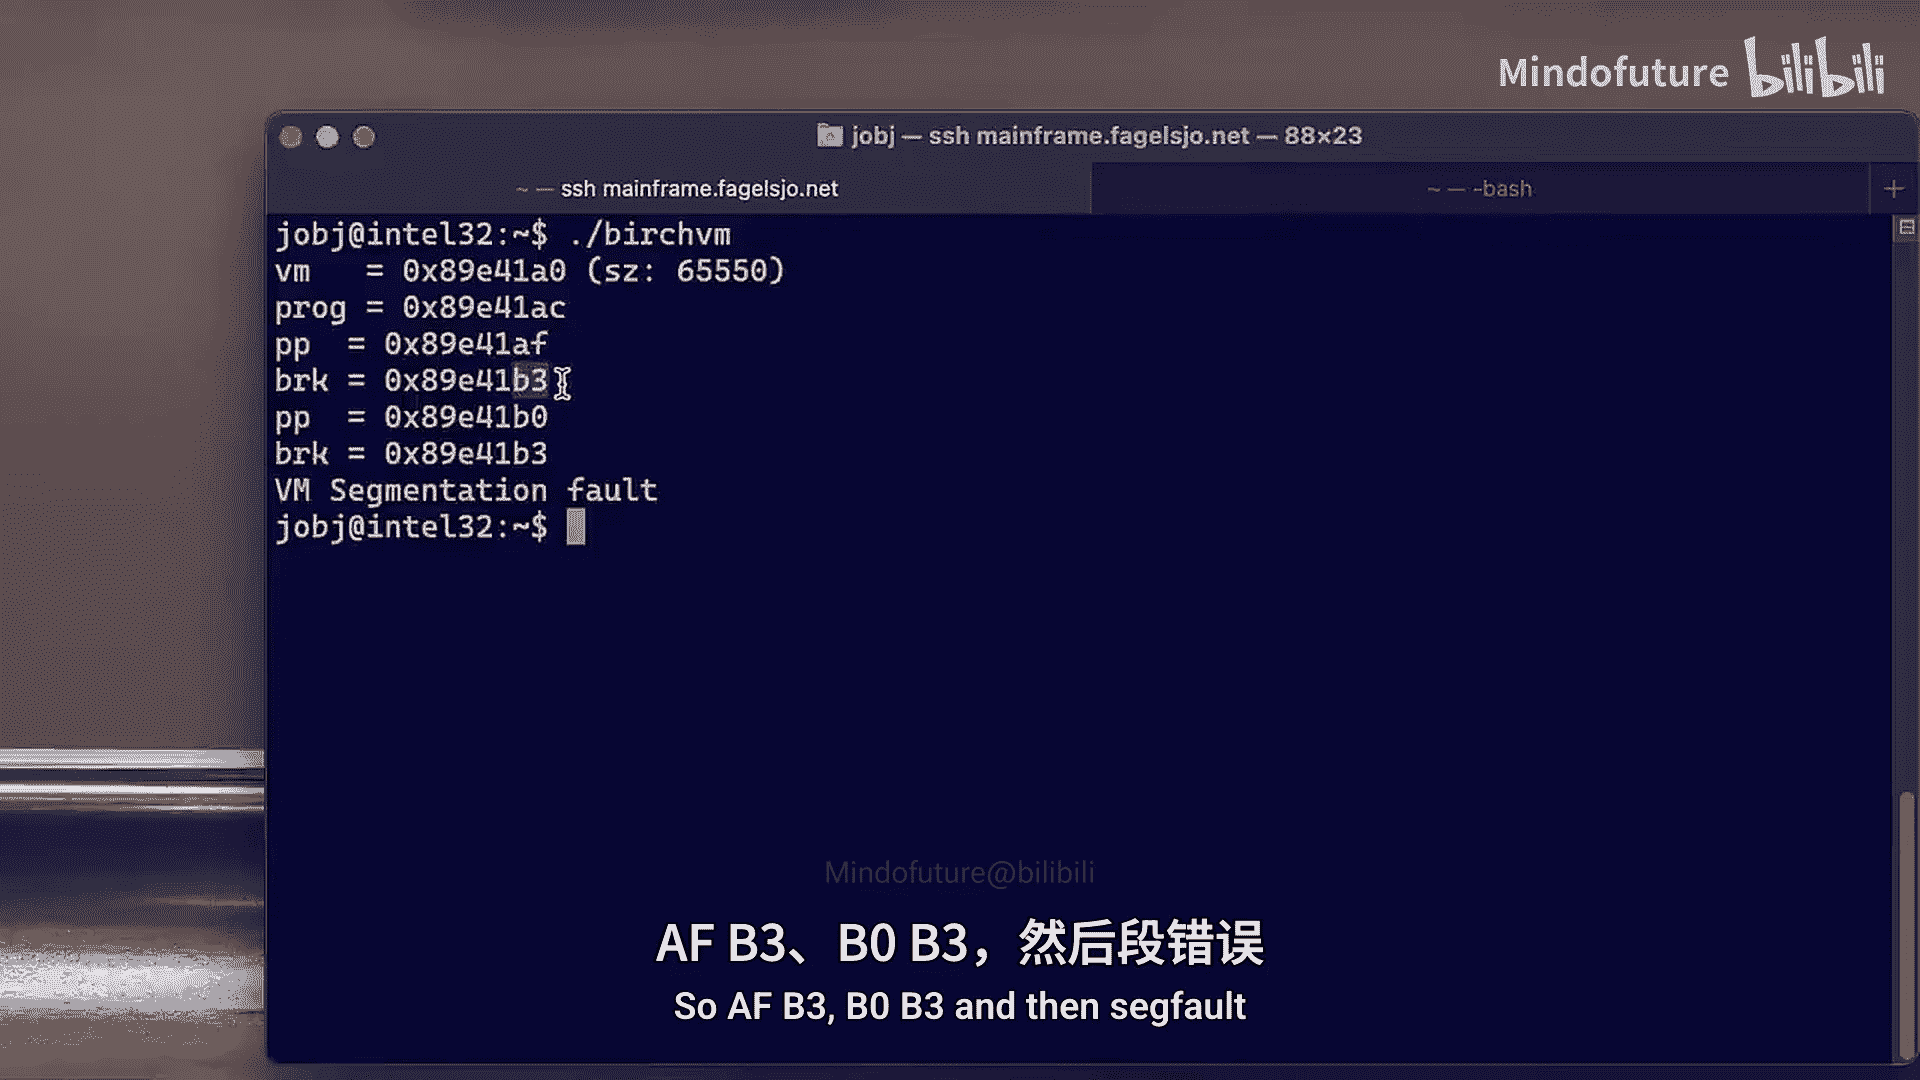 Mindofuture bilibili
jobj — ssh mainframe.fagelsjo.net — 88×23
~ — ssh mainframe.fagelsjo.net
~ — -bash
+
jobj@intel32:~$ ./birchvm
vm   = 0x89e41a0 (sz: 65550)
prog = 0x89e41ac
pp  = 0x89e41af
brk = 0x89e41b3
pp  = 0x89e41b0
brk = 0x89e41b3
VM Segmentation fault
jobj@intel32:~$
Mindofuture@bilibili
AF B3、B0 B3，然后段错误
So AF B3, B0 B3 and then segfault